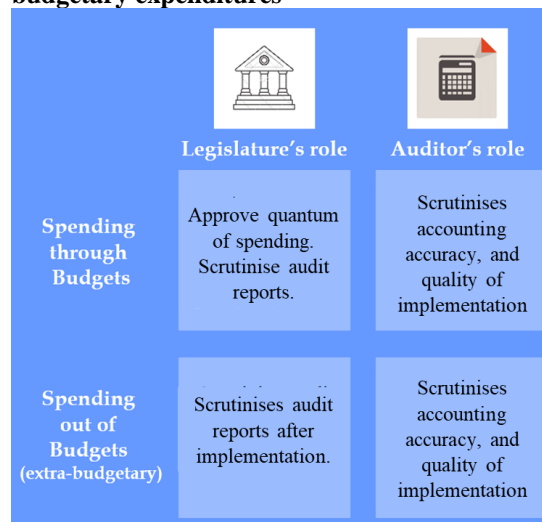 budgetary expenditures
Legislature's role
Auditor's role
Spending
through
Budgets
Approve quantum
of spending.
Scrutinise audit
reports.
Scrutinises
accounting
accuracy, and
quality of
implementation
Spending
out of
Budgets
(extra-budgetary)
Scrutinises audit
reports after
implementation.
Scrutinises
accounting
accuracy, and
quality of
implementation